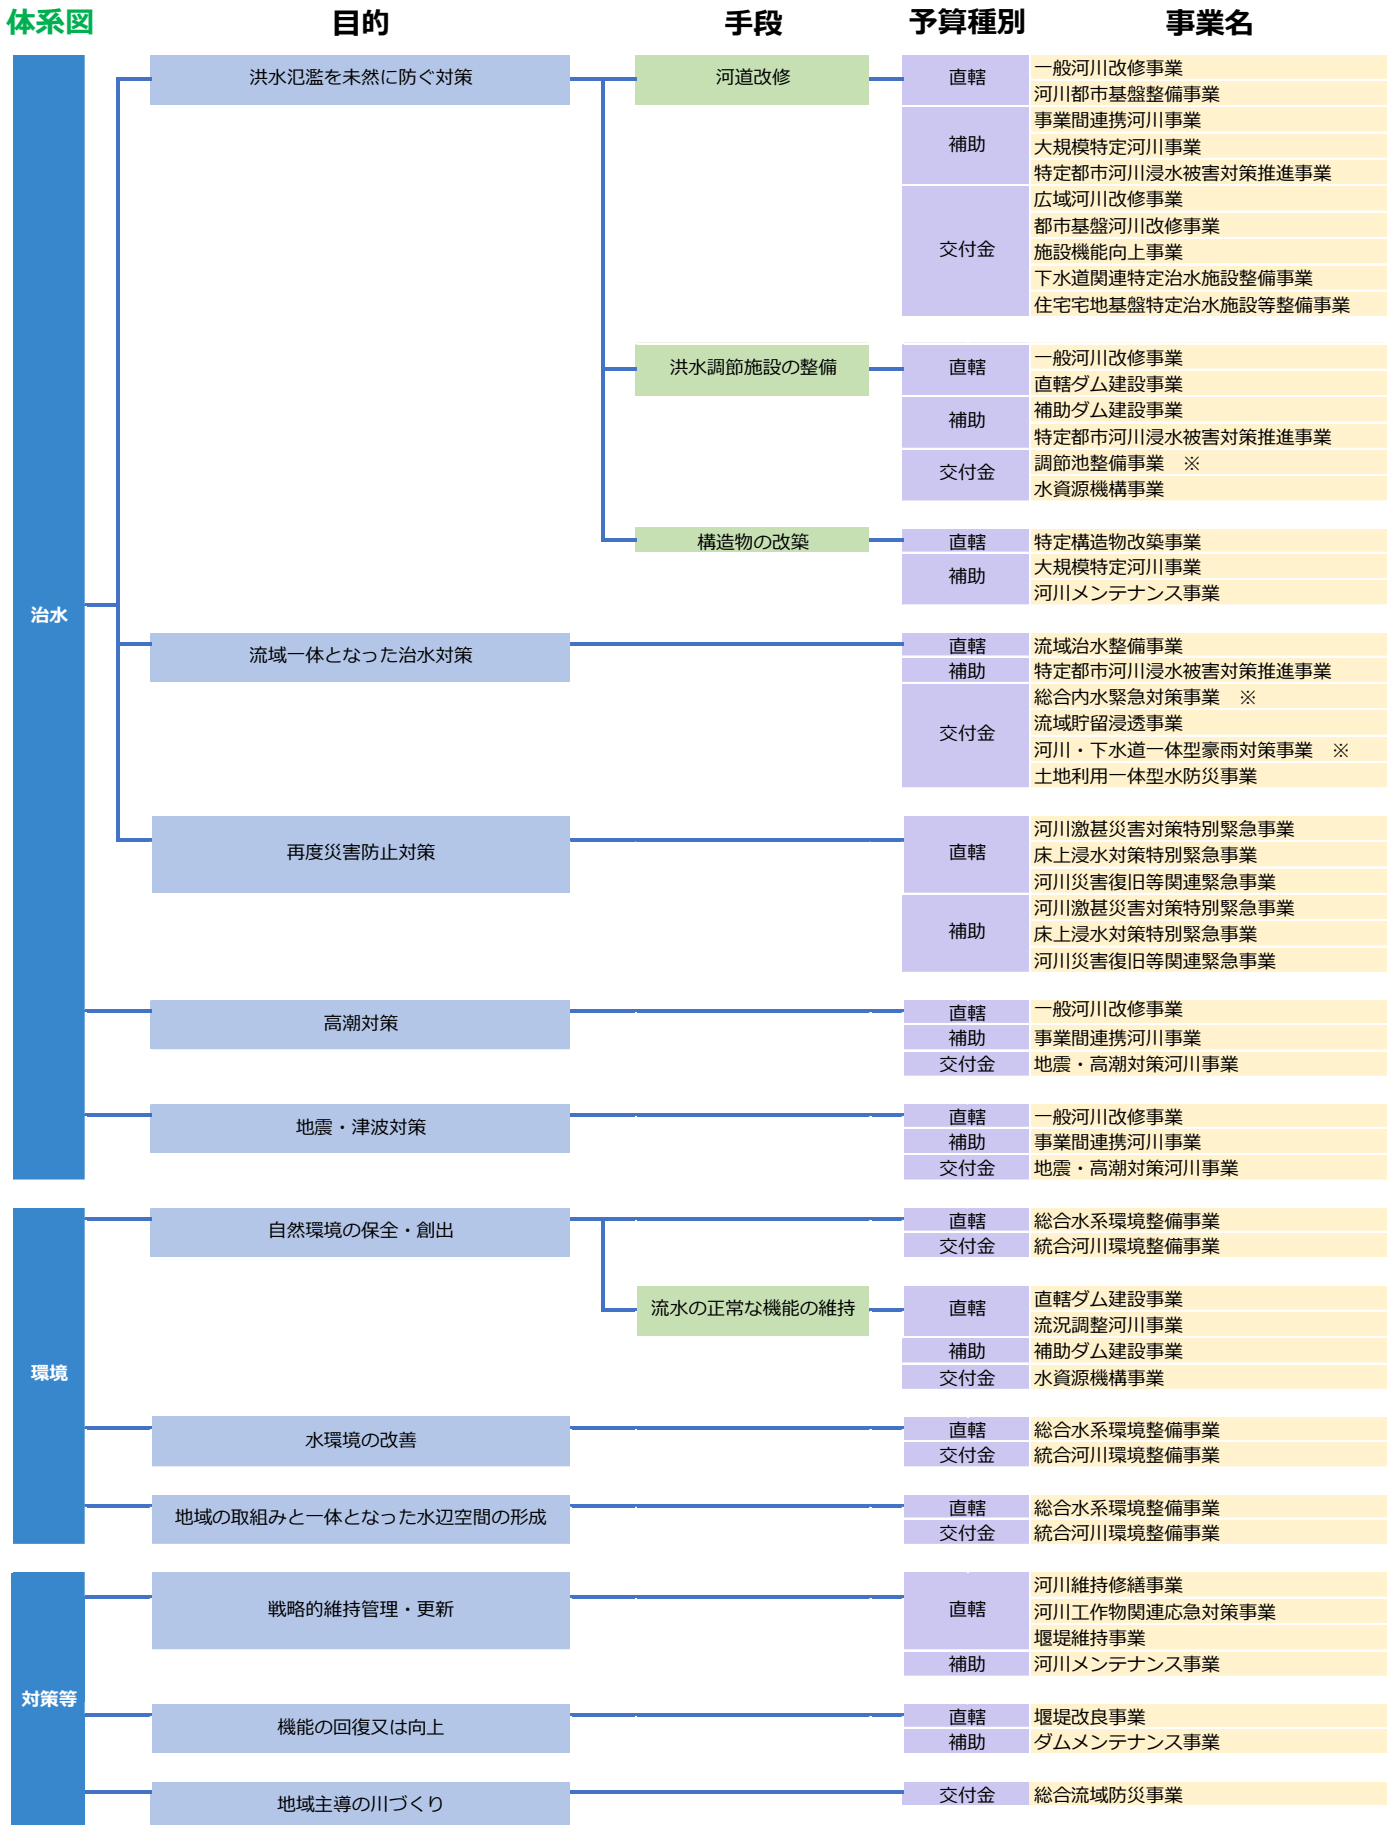 体系図 目的 手段 予算種別 事業名
治水
洪水氾濫を未然に防ぐ対策
河道改修
直轄
一般河川改修事業
河川都市基盤整備事業
補助
事業間連携河川事業
大規模特定河川事業
特定都市河川浸水被害対策推進事業
交付金
広域河川改修事業
都市基盤河川改修事業
施設機能向上事業
下水道関連特定治水施設整備事業
住宅宅地基盤特定治水施設等整備事業
洪水調節施設の整備
直轄
一般河川改修事業
直轄ダム建設事業
補助
補助ダム建設事業
特定都市河川浸水被害対策推進事業
交付金
調節池整備事業　※
水資源機構事業
構造物の改築
直轄
特定構造物改築事業
補助
大規模特定河川事業
河川メンテナンス事業
流域一体となった治水対策
直轄
流域治水整備事業
補助
特定都市河川浸水被害対策推進事業
交付金
総合内水緊急対策事業　※
流域貯留浸透事業
河川・下水道一体型豪雨対策事業　※
土地利用一体型水防災事業
再度災害防止対策
直轄
河川激甚災害対策特別緊急事業
床上浸水対策特別緊急事業
河川災害復旧等関連緊急事業
補助
河川激甚災害対策特別緊急事業
床上浸水対策特別緊急事業
河川災害復旧等関連緊急事業
高潮対策
直轄
一般河川改修事業
補助
事業間連携河川事業
交付金
地震・高潮対策河川事業
地震・津波対策
直轄
一般河川改修事業
補助
事業間連携河川事業
交付金
地震・高潮対策河川事業
環境
自然環境の保全・創出
直轄
総合水系環境整備事業
交付金
統合河川環境整備事業
流水の正常な機能の維持
直轄
直轄ダム建設事業
流況調整河川事業
補助
補助ダム建設事業
交付金
水資源機構事業
水環境の改善
直轄
総合水系環境整備事業
交付金
統合河川環境整備事業
地域の取組みと一体となった水辺空間の形成
直轄
総合水系環境整備事業
交付金
統合河川環境整備事業
対策等
戦略的維持管理・更新
直轄
河川維持修繕事業
河川工作物関連応急対策事業
堰堤維持事業
補助
河川メンテナンス事業
機能の回復又は向上
直轄
堰堤改良事業
補助
ダムメンテナンス事業
地域主導の川づくり
交付金
総合流域防災事業